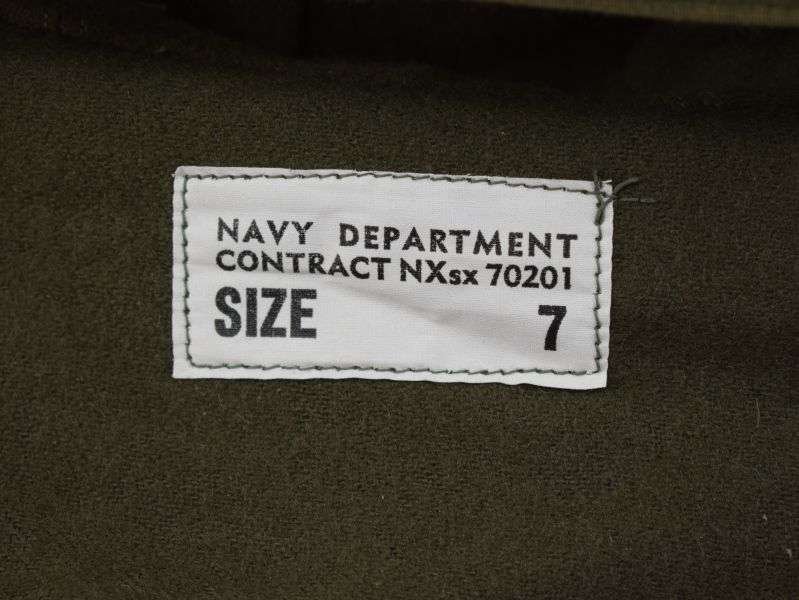 NAVY DEPARTMENT
CONTRACT NXsx 70201
SIZE 7